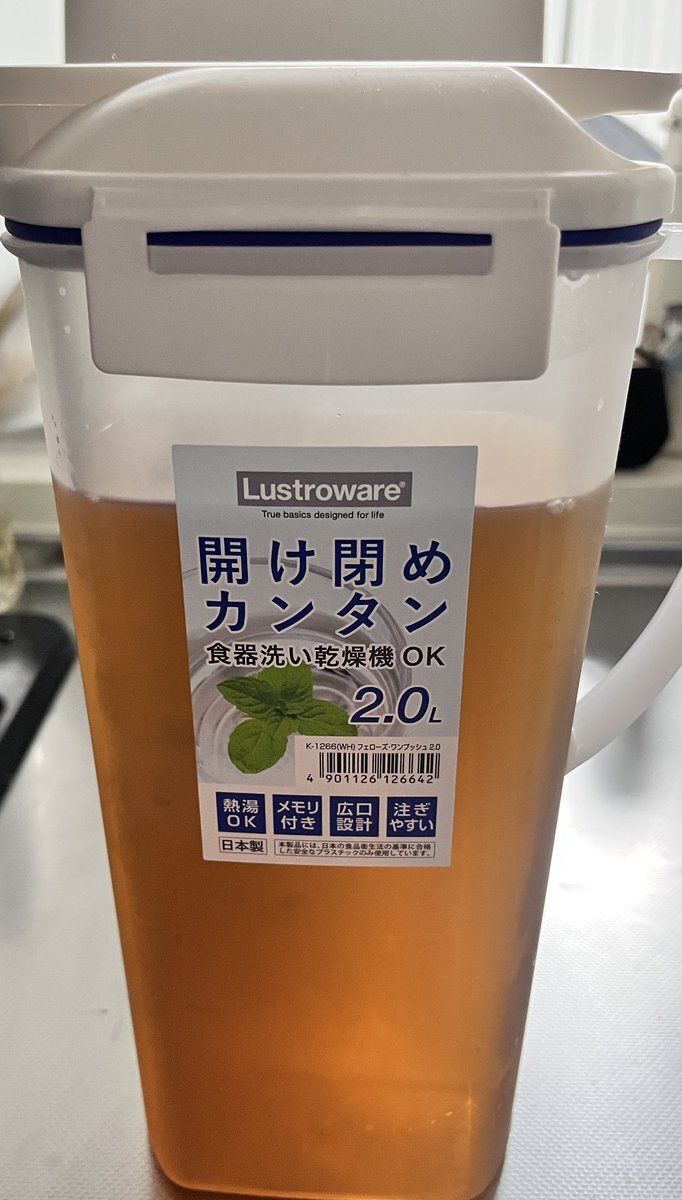 Lustroware®
True basics designed for life
開け閉め
カンタン
食器洗い乾燥機OK
2.0L
K-1266(WH) フェローズ・ワンプッシュ 2.0
4 901126 126642
熱湯
OK
メモリ
付き
広口
設計
注ぎ
やすい
日本製
本製品には、日本の食品衛生法の基準に合格
した安全なプラスチックのみ使用しています。